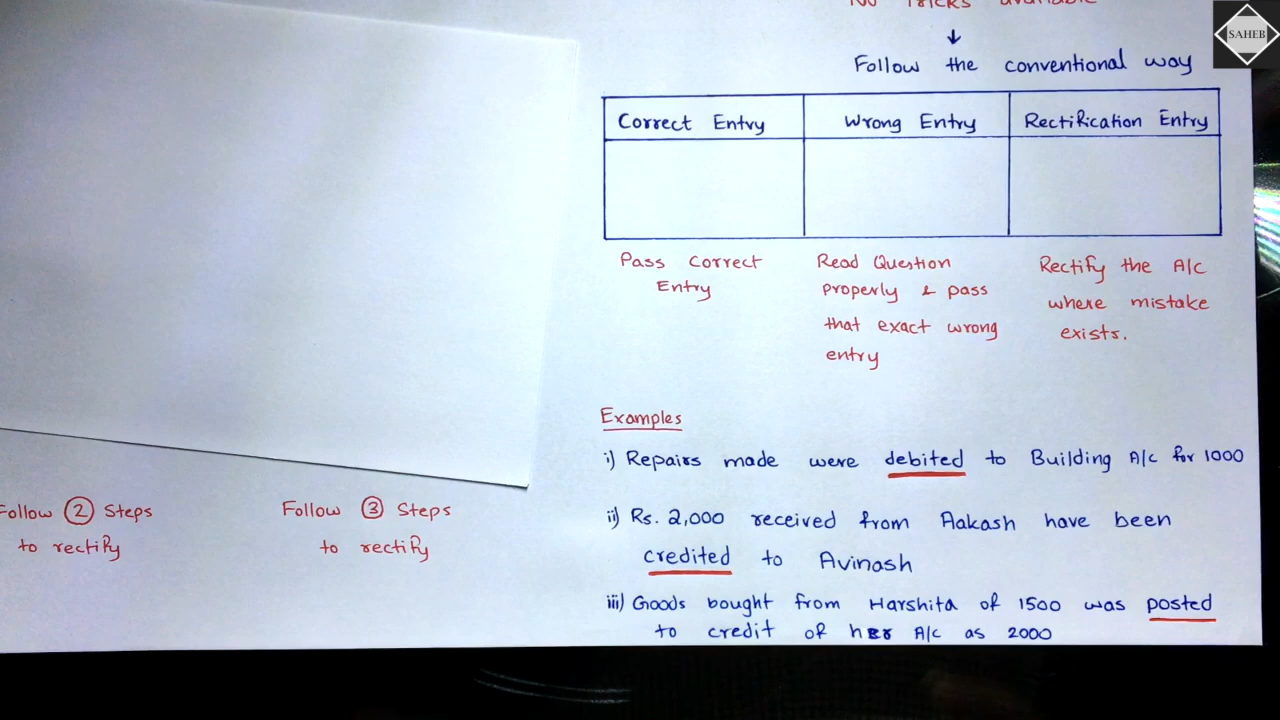 No Tricks available
SAHEB
↓
Follow the conventional way
Correct Entry
Wrong Entry
Rectification Entry
Pass Correct
Entry
Read Question
properly & pass
that exact wrong
entry
Rectify the A/c
where mistake
exists.
Examples
i) Repairs made were debited to Building A/c for 1000
ii) Rs. 2,000 received from Aakash have been
credited to Avinash
iii) Goods bought from Harshita of 1500 was posted
to credit of her A/c as 2000
Follow 2 Steps
to rectify
Follow 3 Steps
to rectify